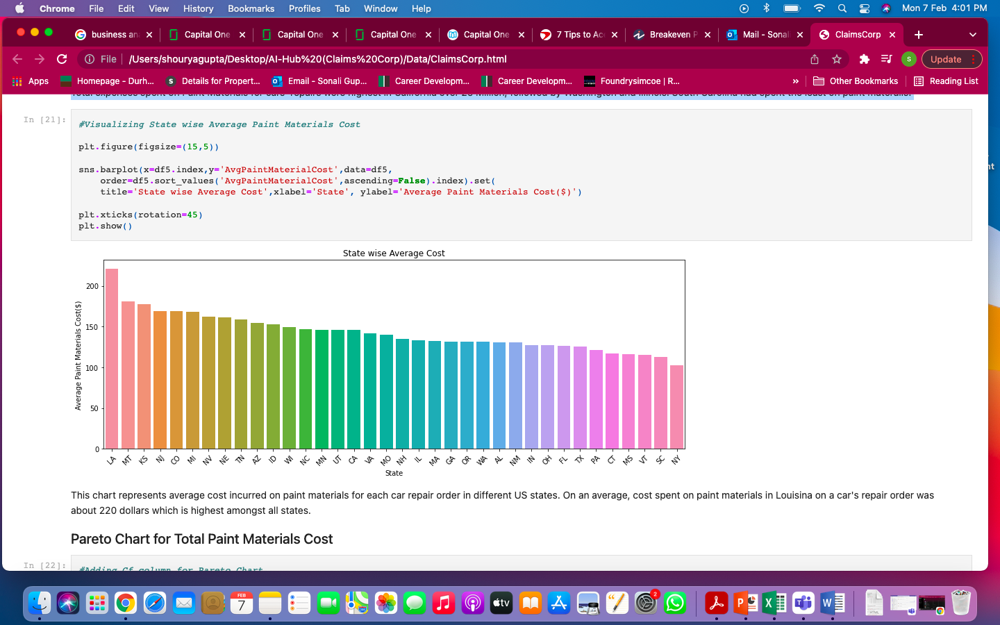 Chrome File Edit View History Bookmarks Profiles Tab Window Help Mon 7 Feb 4:01 PM
business an Capital One Capital One Capital One Capital One 7 Tips to Ac Breakeven P Mail - Sonal ClaimsCorp
File /Users/shouryagupta/Desktop/AI-Hub%20(Claims%20Corp)/Data/ClaimsCorp.html S Update
Apps Homepage - Durh... Details for Propert... Email - Sonali Gup... Career Developm... Career Developm... Foundrysimcoe | R... » Other Bookmarks Reading List
In [21]:
#Visualizing State wise Average Paint Materials Cost
plt.figure(figsize=(15,5))
sns.barplot(x=df5.index,y='AvgPaintMaterialCost',data=df5,
order=df5.sort_values('AvgPaintMaterialCost',ascending=False).index).set(
title='State wise Average Cost',xlabel='State', ylabel='Average Paint Materials Cost($)')
plt.xticks(rotation=45)
plt.show()
State wise Average Cost
Average Paint Materials Cost($)
200
150
100
50
0
LA MT KS NJ CO MI NV NE TN AZ ID WI NC MN UT CA VA MO NH IL MA GA OR WA AL NM IN OH FL TX PA CT MS VT SC NY
State
This chart represents average cost incurred on paint materials for each car repair order in different US states. On an average, cost spent on paint materials in Louisina on a car's repair order was
about 220 dollars which is highest amongst all states.
Pareto Chart for Total Paint Materials Cost
In [22]:
#Adding Cf column for Pareto Chart
FEB
7
tv
2